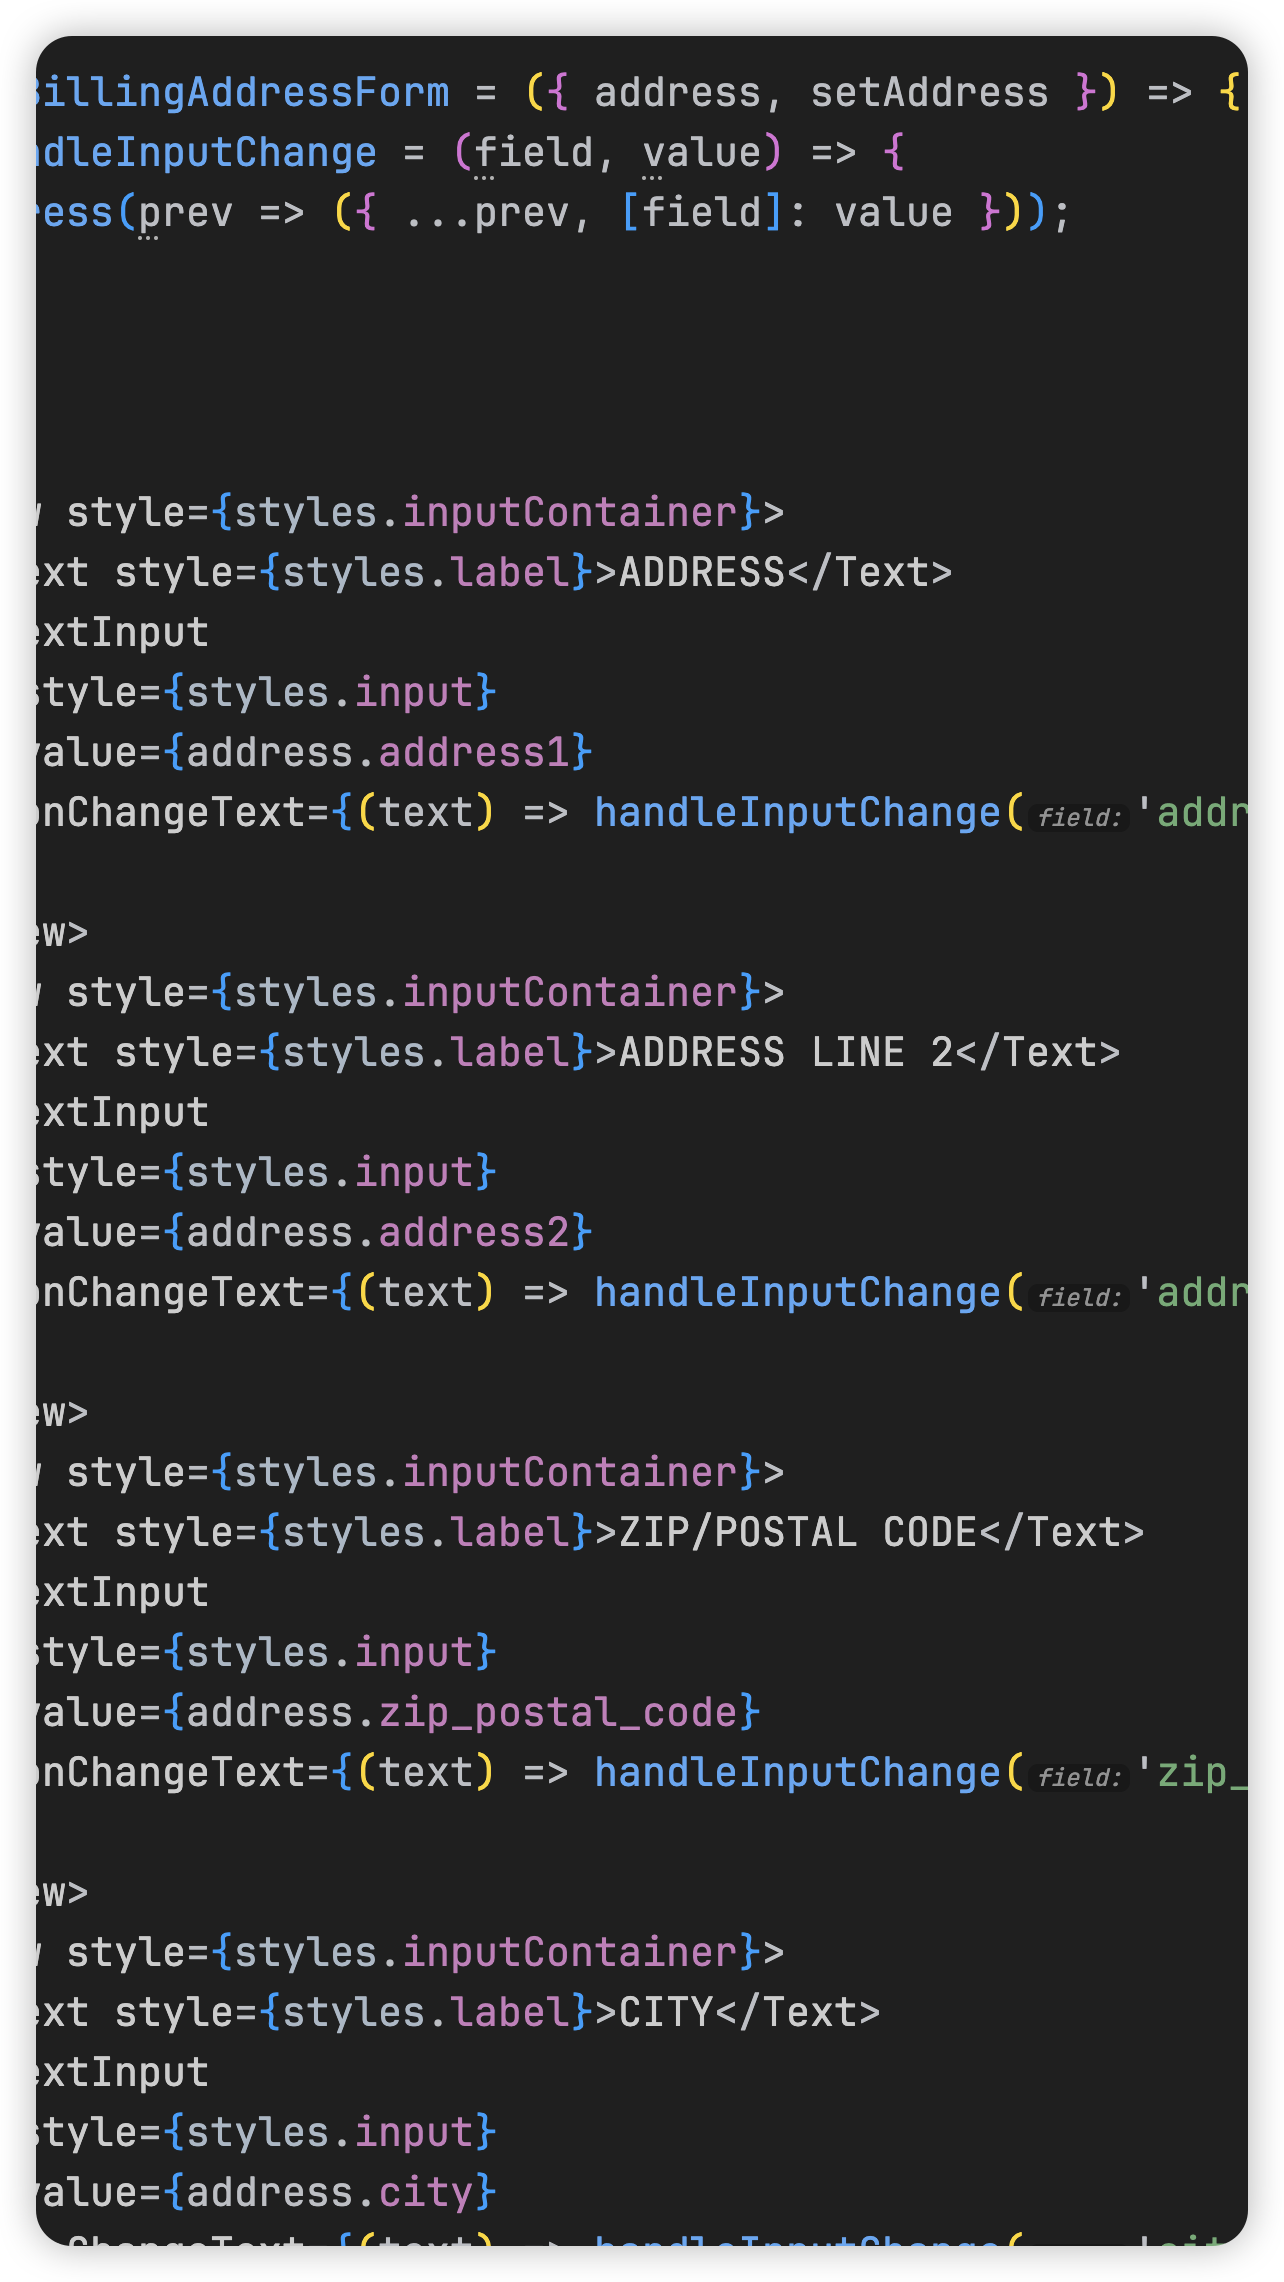 BillingAddressForm = ({ address, setAddress }) => {
ndleInputChange = (field, value) => {
ress(prev => ({ ...prev, [field]: value }));
w style={styles.inputContainer}>
ext style={styles.label}>ADDRESS</Text>
extInput
style={styles.input}
value={address.address1}
onChangeText={(text) => handleInputChange( field: 'addr
ew>
w style={styles.inputContainer}>
ext style={styles.label}>ADDRESS LINE 2</Text>
extInput
style={styles.input}
value={address.address2}
onChangeText={(text) => handleInputChange( field: 'addr
ew>
w style={styles.inputContainer}>
ext style={styles.label}>ZIP/POSTAL CODE</Text>
extInput
style={styles.input}
value={address.zip_postal_code}
onChangeText={(text) => handleInputChange( field: 'zip_
ew>
w style={styles.inputContainer}>
ext style={styles.label}>CITY</Text>
extInput
style={styles.input}
value={address.city}
ChangeText={(text) => handleInputChange( 'cit